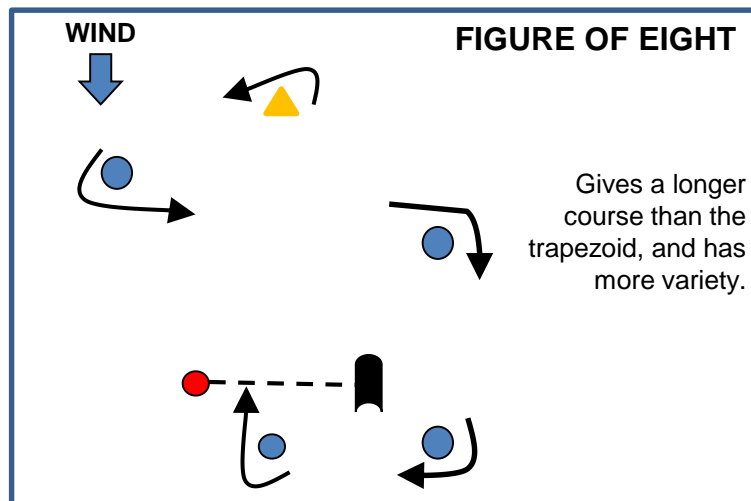 WIND
FIGURE OF EIGHT
Gives a longer
course than the
trapezoid, and has
more variety.